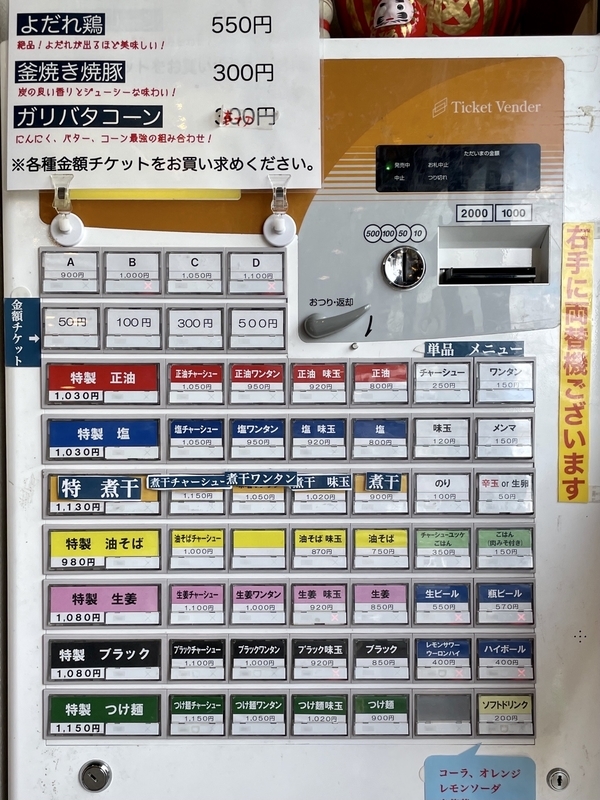 よだれ鶏 550円
絶品！よだれが出るほど美味しい！
釜焼き焼豚 300円
炭の良い香りとジューシーな味わい！
ガリバタコーン
にんにく、バター、コーン最強の組み合わせ！
※各種金額チケットをお買い求めください。
Ticket Vender
ただいまの金額
発売中 お札中止
中止 つり切れ
2000 1000
500 100 50 10
おつり・返却
右手に両替機ございます
A 900円
B 1,000円
C 1,050円
D 1,100円
金額チケット→
50円 100円 300円 500円
単品 メニュー
特製 正油 1,030円
正油チャーシュー 1,050円
正油ワンタン 950円
正油 味玉 920円
正油 800円
チャーシュー 250円
ワンタン 150円
特製 塩 1,030円
塩チャーシュー 1,050円
塩ワンタン 950円
塩 味玉 920円
塩 800円
味玉 120円
メンマ 150円
特 煮干 1,130円
煮干チャーシュー
煮干ワンタン
煮干 味玉 1,020円
煮干 900円
のり 100円
辛玉 or 生卵 50円
特製 油そば 980円
油そばチャーシュー 1,000円
油そば 味玉 870円
油そば 750円
チャーシューユッケごはん 350円
ごはん (肉みそ付き) 150円
特製 生姜 1,080円
生姜チャーシュー 1,100円
生姜ワンタン 1,000円
生姜 味玉 920円
生姜 850円
生ビール 550円
瓶ビール 570円
特製 ブラック 1,080円
ブラックチャーシュー 1,100円
ブラックワンタン 1,000円
ブラック味玉 920円
ブラック 850円
レモンサワー ウーロンハイ 400円
ハイボール 400円
特製 つけ麺 1,150円
つけ麺チャーシュー 1,150円
つけ麺ワンタン 1,050円
つけ麺味玉 1,020円
つけ麺 900円
ソフトドリンク 200円
コーラ、オレンジ
レモンソーダ